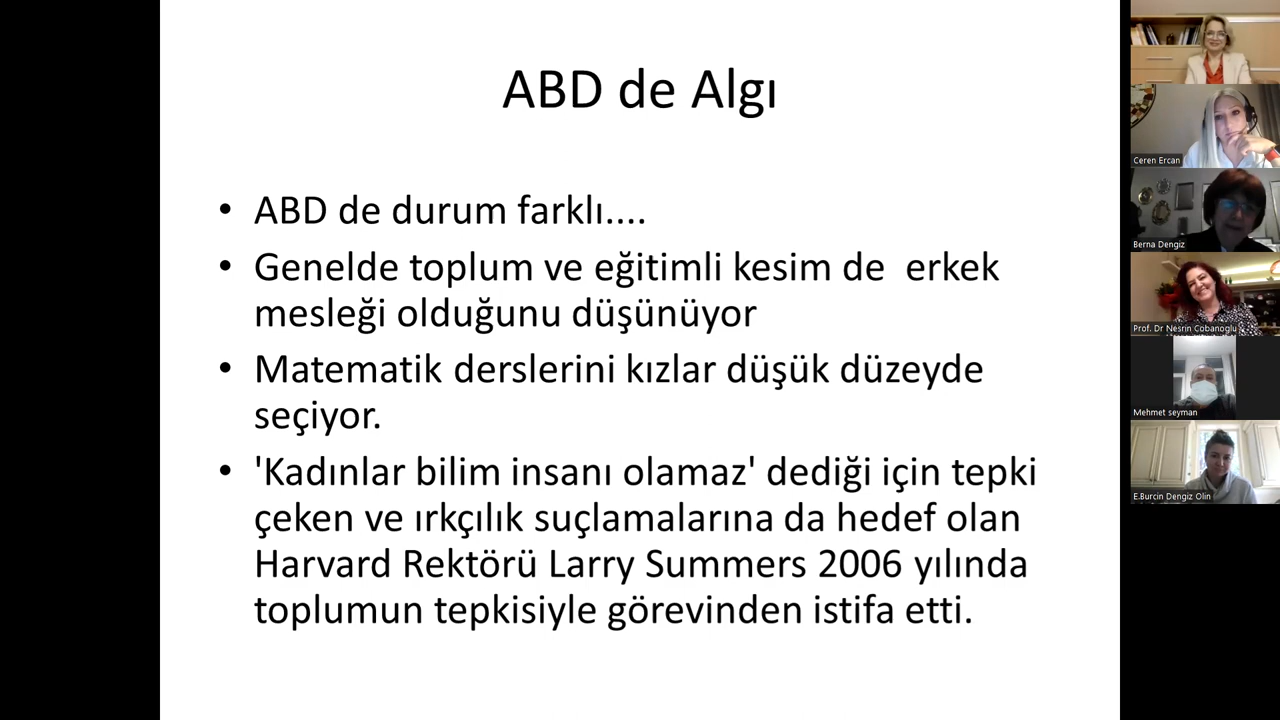 ABD de Algı
• ABD de durum farklı....
• Genelde toplum ve eğitimli kesim de  erkek
mesleği olduğunu düşünüyor
• Matematik derslerini kızlar düşük düzeyde
seçiyor.
• 'Kadınlar bilim insanı olamaz' dediği için tepki
çeken ve ırkçılık suçlamalarına da hedef olan
Harvard Rektörü Larry Summers 2006 yılında
toplumun tepkisiyle görevinden istifa etti.
Ceren Ercan
Berna Dengiz
Prof. Dr Nesrin Cobanoglu
Mehmet seyman
E.Burcin Dengiz Olin